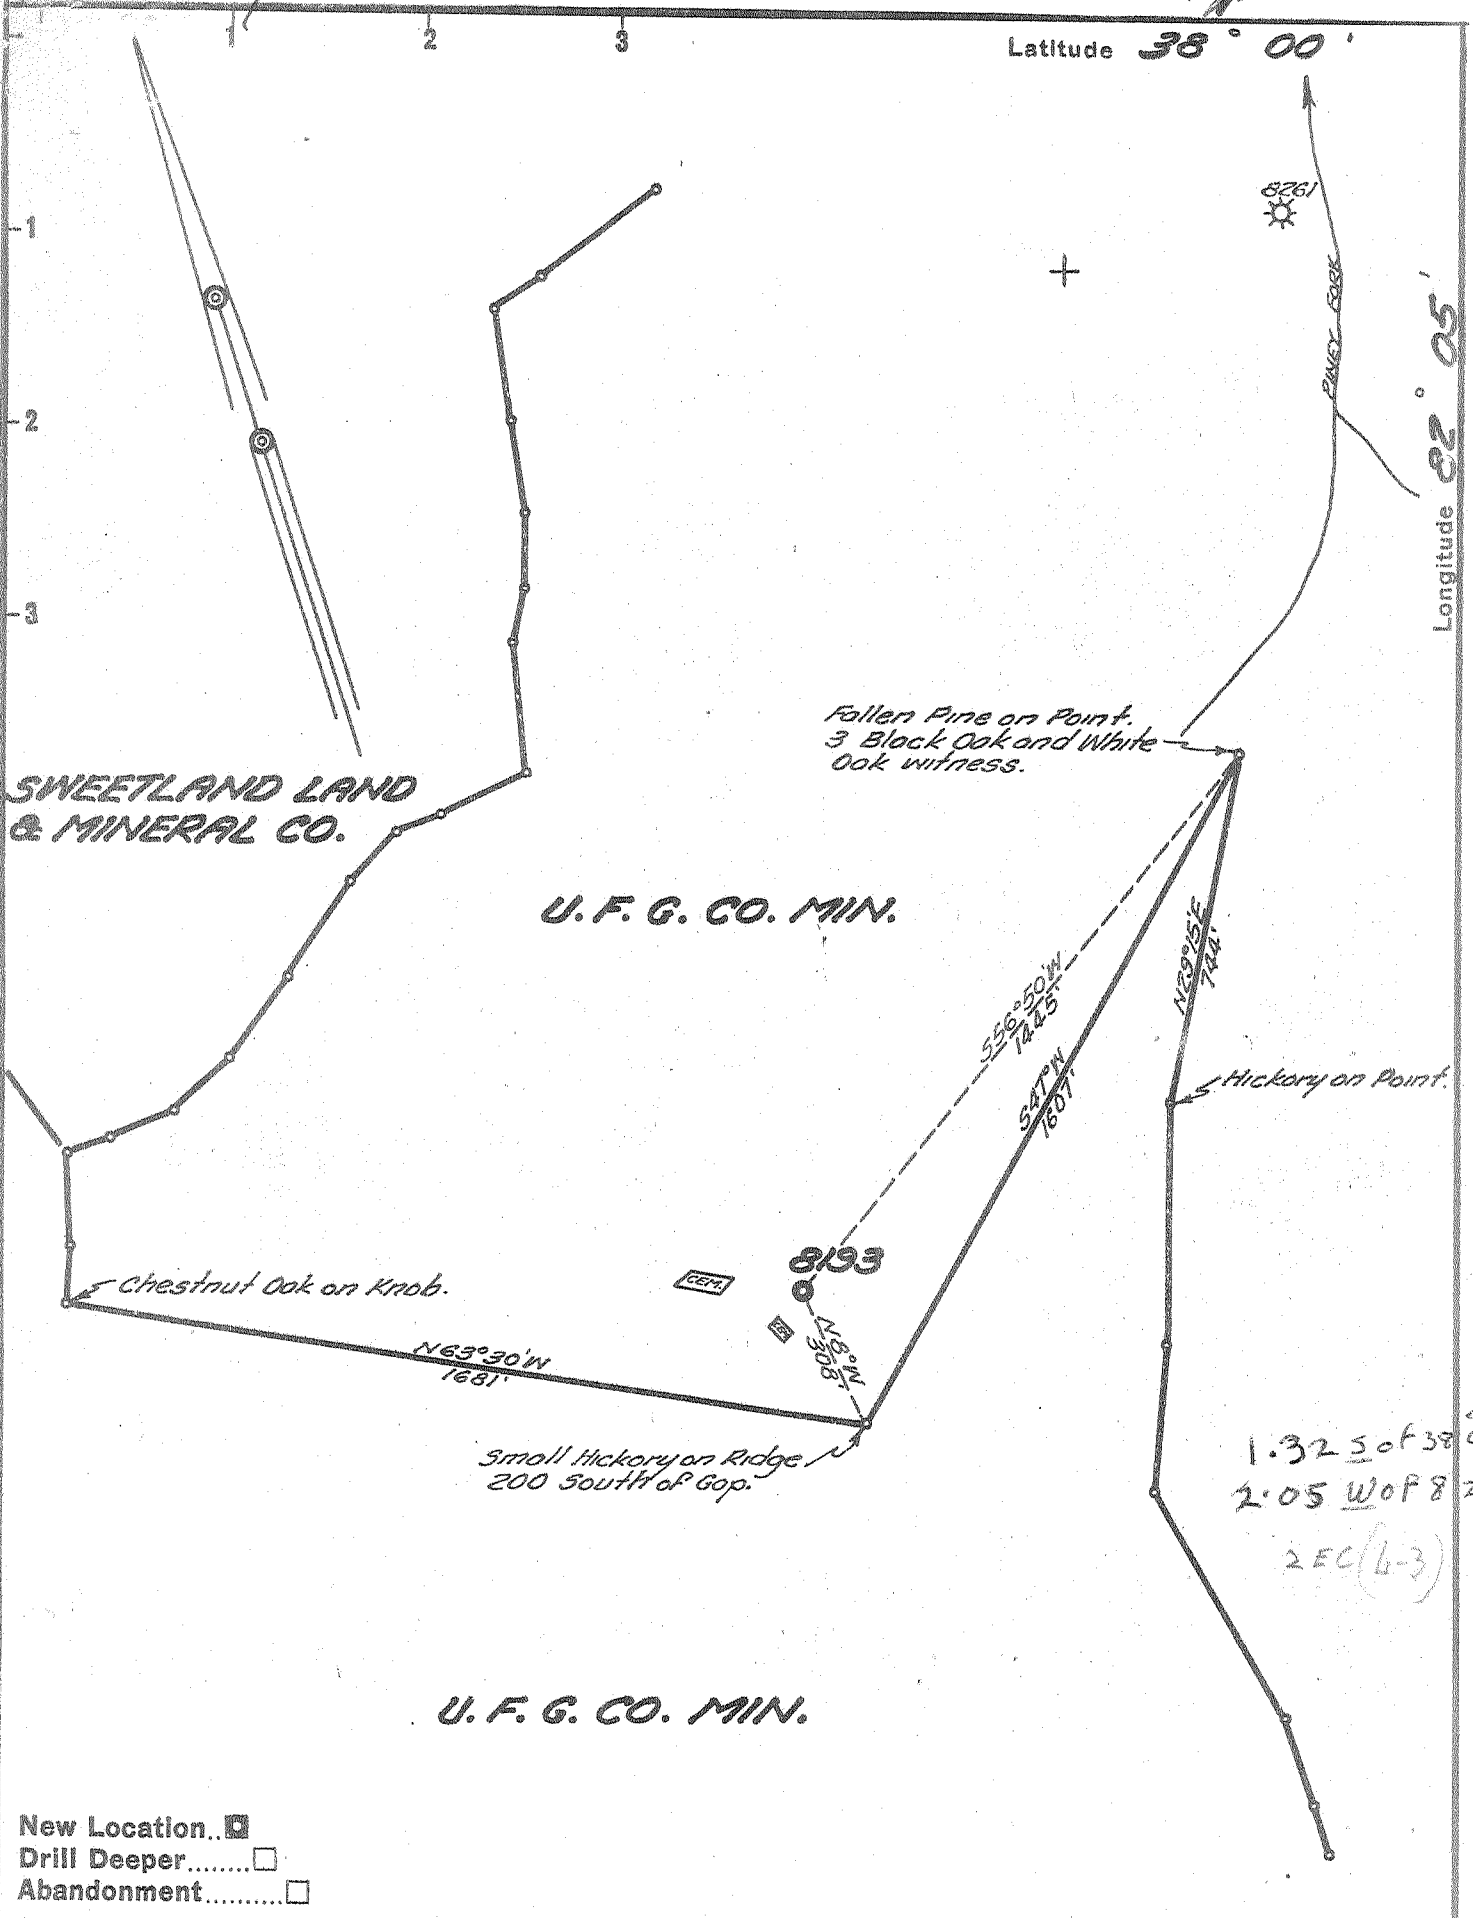 1
2
3
Latitude 38° 00'
8261
1
PINEY FORK
Longitude 82° 05'
2
3
Fallen Pine on Point.
3 Black Oak and White
Oak witness.
SWEETLAND LAND
& MINERAL CO.
U. F. G. CO. MIN.
S56°50'W
1445'
N29°15'E
744'
S47°W
1607'
Hickory on Point.
8193
CEM.
Chestnut Oak on Knob.
N8°W
308'
N63°30'W
1681'
Small Hickory on Ridge
200 South of Gap.
1.32 S of 38
2.05 W of 82
2 EC (4-3)
U. F. G. CO. MIN.
New Location..
Drill Deeper........
Abandonment..........